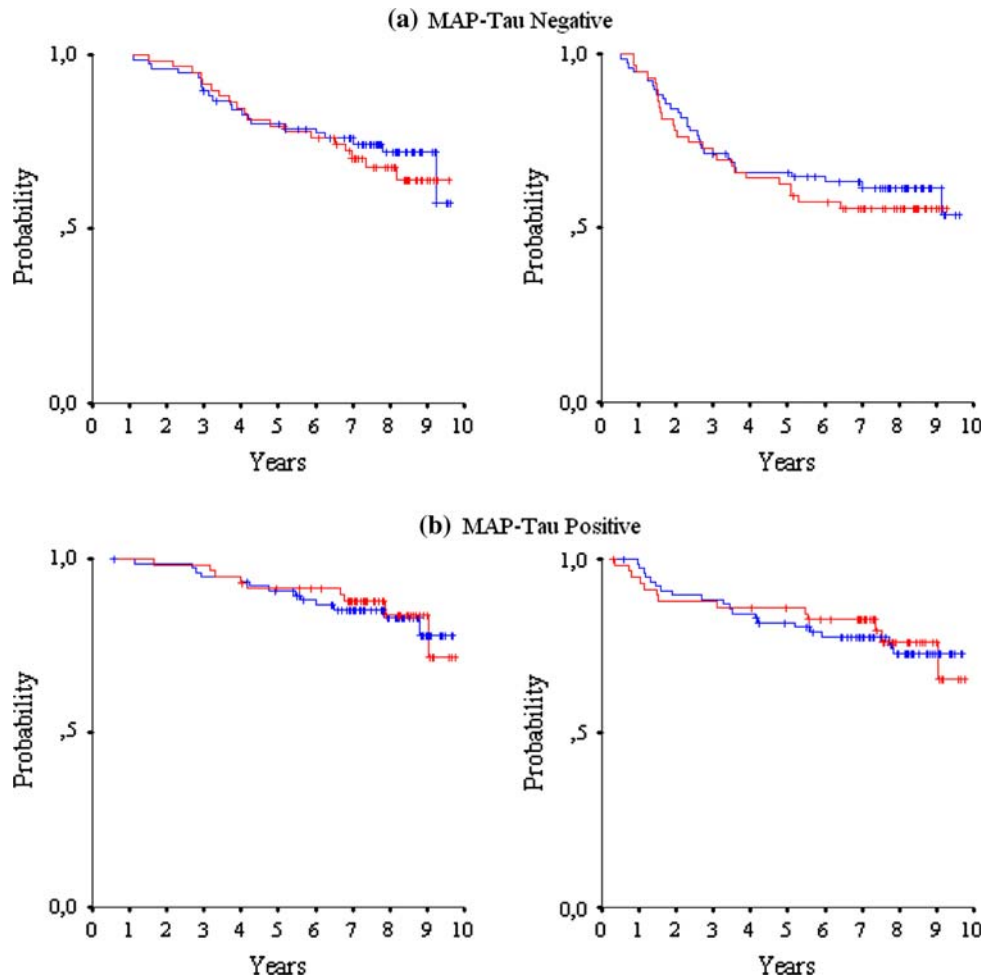 (a) MAP-Tau Negative
1,0 1,0
Probability Probability
,5 ,5
0,0 0,0
0 1 2 3 4 5 6 7 8 9 10 0 1 2 3 4 5 6 7 8 9 10
Years Years
(b) MAP-Tau Positive
1,0 1,0
Probability Probability
,5 ,5
0,0 0,0
0 1 2 3 4 5 6 7 8 9 10 0 1 2 3 4 5 6 7 8 9 10
Years Years